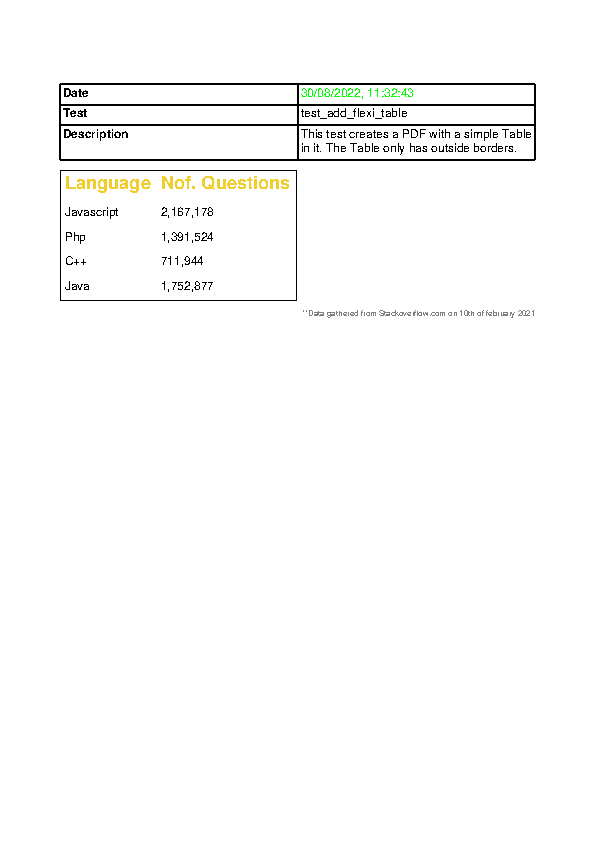 Date 30/08/2022, 11:32:43
Test test_add_flexi_table
Description This test creates a PDF with a simple Table
in it. The Table only has outside borders.
Language Nof. Questions
Javascript 2,167,178
Php 1,391,524
C++ 711,944
Java 1,752,877
**Data gathered from Stackoverflow.com on 10th of february 2021